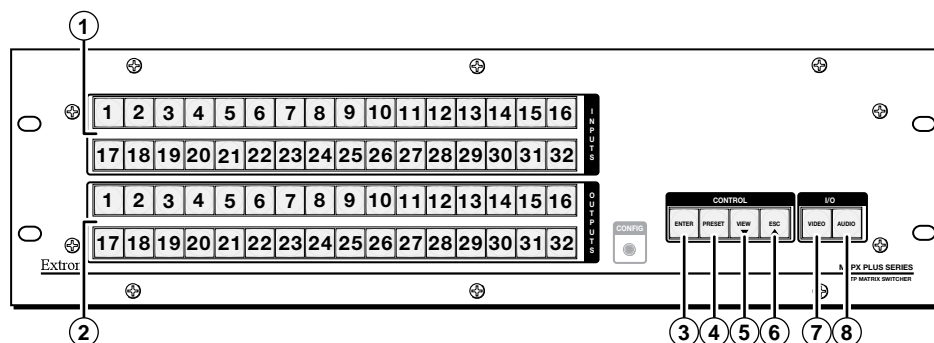 1
1 2 3 4 5 6 7 8 9 10 11 12 13 14 15 16
17 18 19 20 21 22 23 24 25 26 27 28 29 30 31 32
INPUTS
1 2 3 4 5 6 7 8 9 10 11 12 13 14 15 16
17 18 19 20 21 22 23 24 25 26 27 28 29 30 31 32
OUTPUTS
CONFIG
CONTROL
I/O
ENTER PRESET VIEW ESC
VIDEO AUDIO
Extron
PX PLUS SERIES
TP MATRIX SWITCHER
2 3 4 5 6 7 8